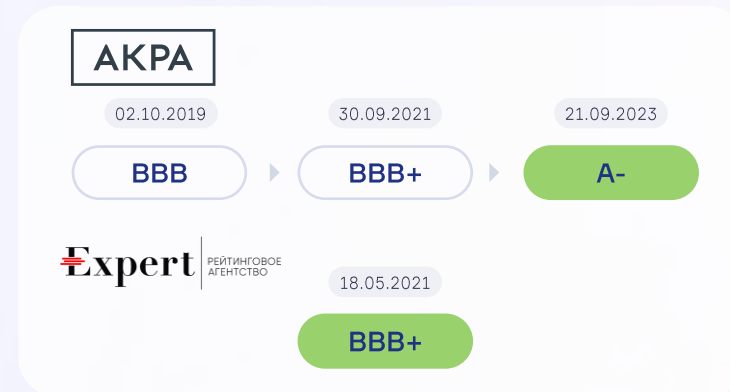 АКРА
02.10.2019 30.09.2021 21.09.2023
BBB BBB+ A-
Expert РЕЙТИНГОВОЕ
АГЕНТСТВО
18.05.2021
BBB+